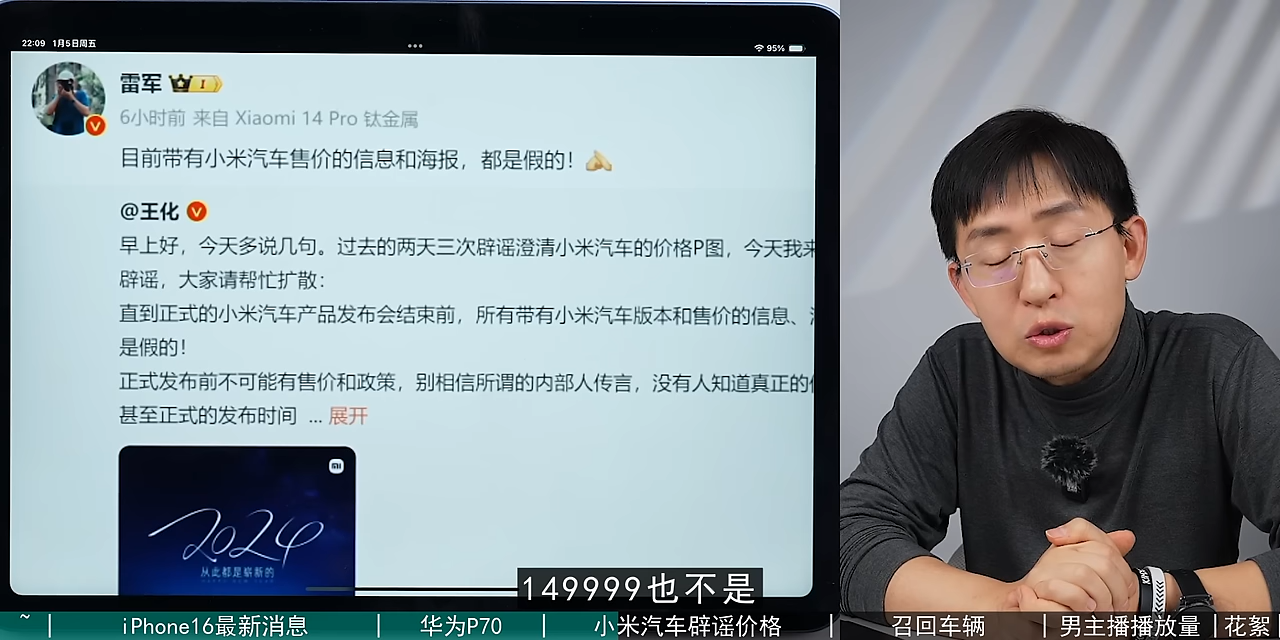 22:09 1月5日周五
95%
雷军
I
6小时前 来自 Xiaomi 14 Pro 钛金属
目前带有小米汽车售价的信息和海报，都是假的！
@王化
早上好，今天多说几句。过去的两天三次辟谣澄清小米汽车的价格P图，今天我来
辟谣，大家请帮忙扩散：
直到正式的小米汽车产品发布会结束前，所有带有小米汽车版本和售价的信息、
是假的！
正式发布前不可能有售价和政策，别相信所谓的内部人传言，没有人知道真正的
甚至正式的发布时间 ... 展开
mi
2024
从此都是崭新的
149999也不是
~ | iPhone16最新消息 | 华为P70 | 小米汽车辟谣价格 | 召回车辆 | 男主播播放量 | 花絮